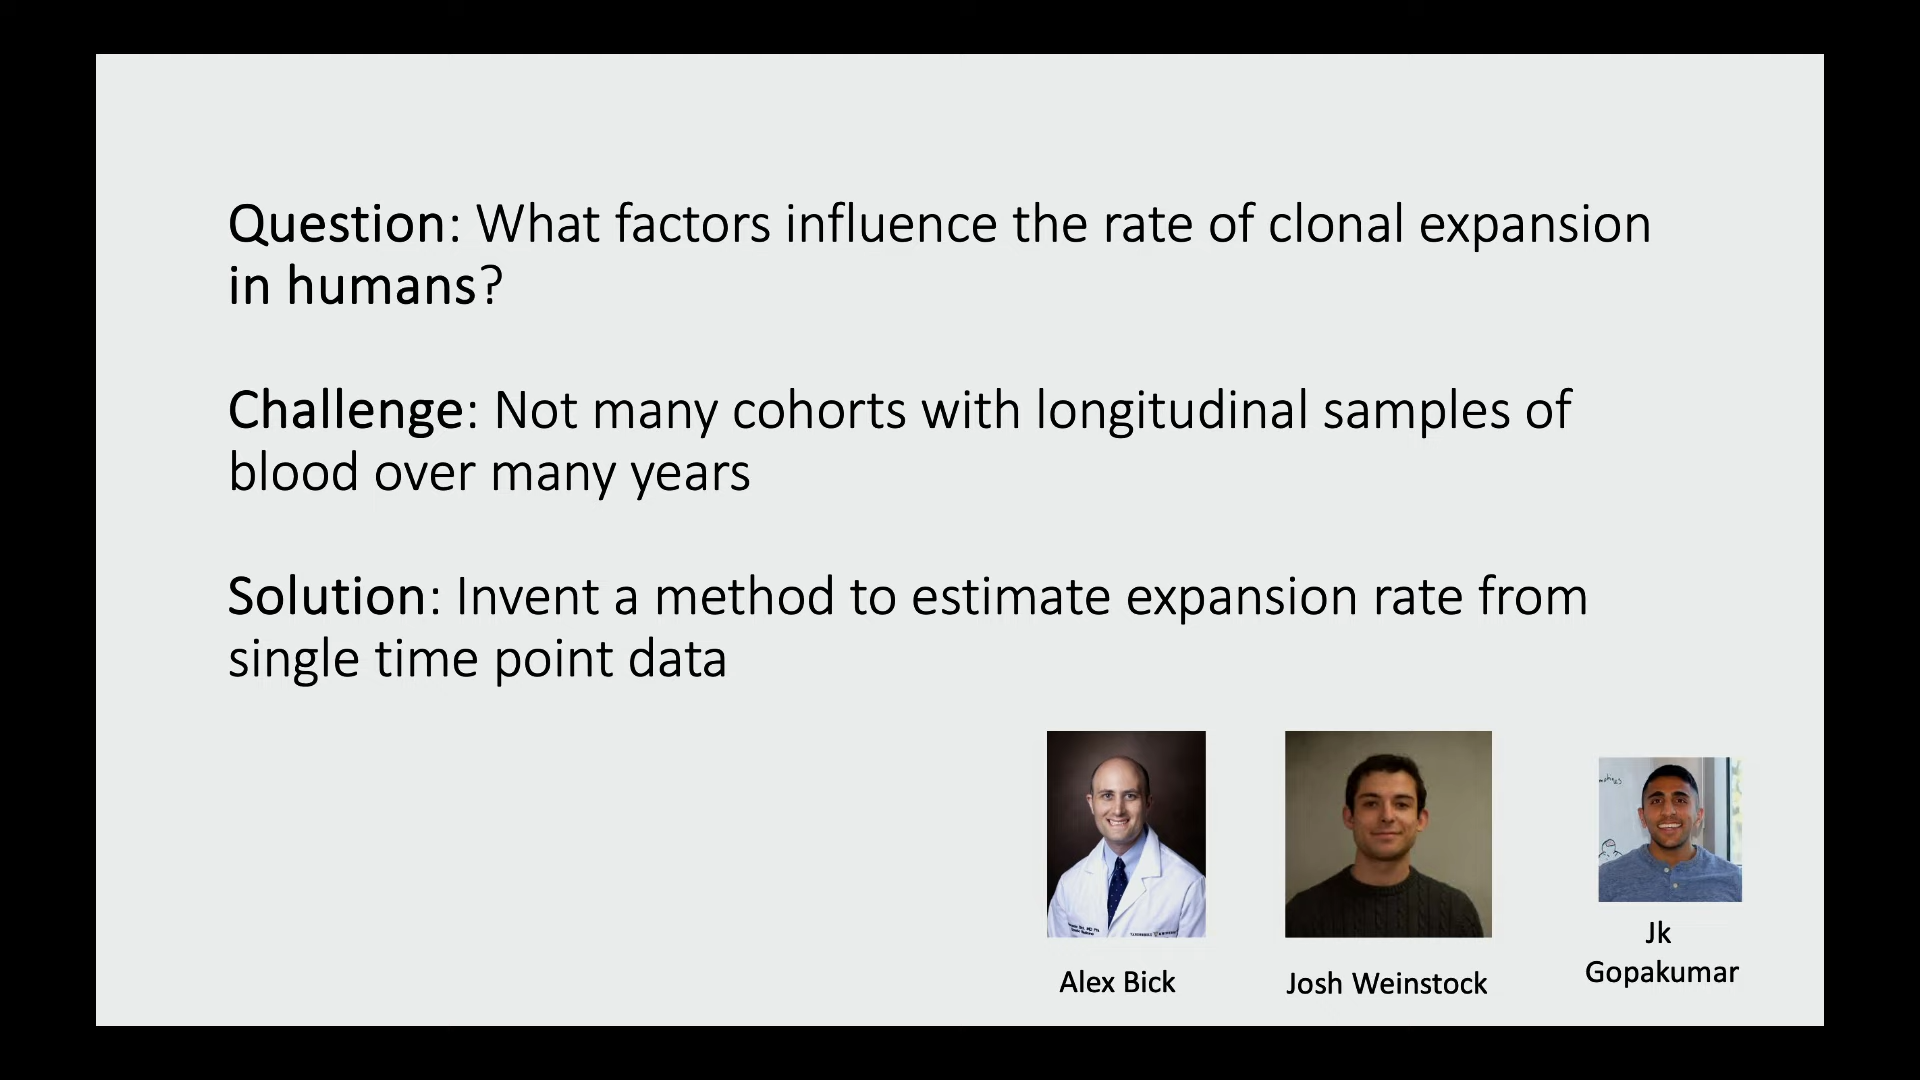 Question: What factors influence the rate of clonal expansion
in humans?
Challenge: Not many cohorts with longitudinal samples of
blood over many years
Solution: Invent a method to estimate expansion rate from
single time point data
Alex Bick
Josh Weinstock
Jk
Gopakumar